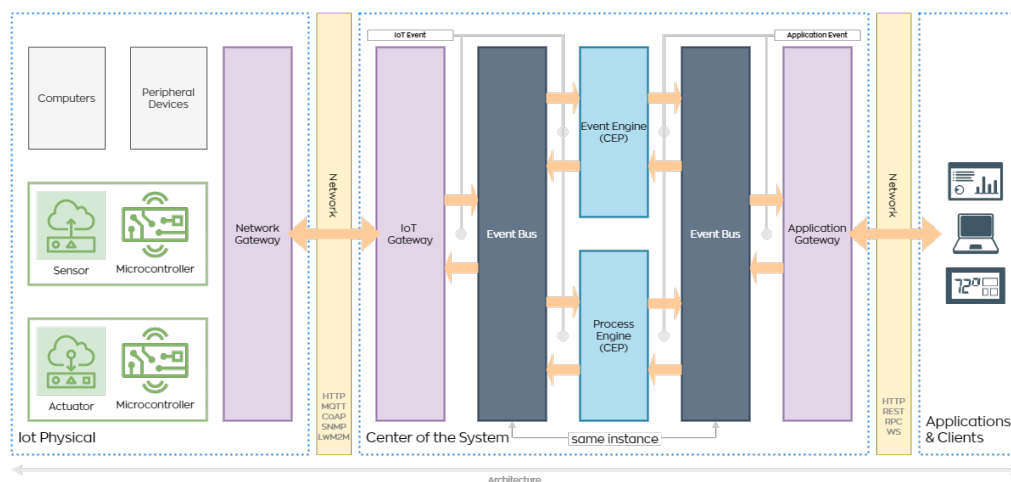 IoT Event
Application Event
Computers
Peripheral
Devices
Event Engine
(CEP)
Network
Network
Network
Gateway
IoT
Gateway
Event Bus
Event Bus
Application
Gateway
Sensor
Microcontroller
72°
Process
Engine
(CEP)
Actuator
Microcontroller
HTTP
MQTT
CoAP
SNMP
LwM2M
HTTP
REST
RPC
WS
Iot Physical
Center of the System
same instance
Applications
& Clients
Architecture